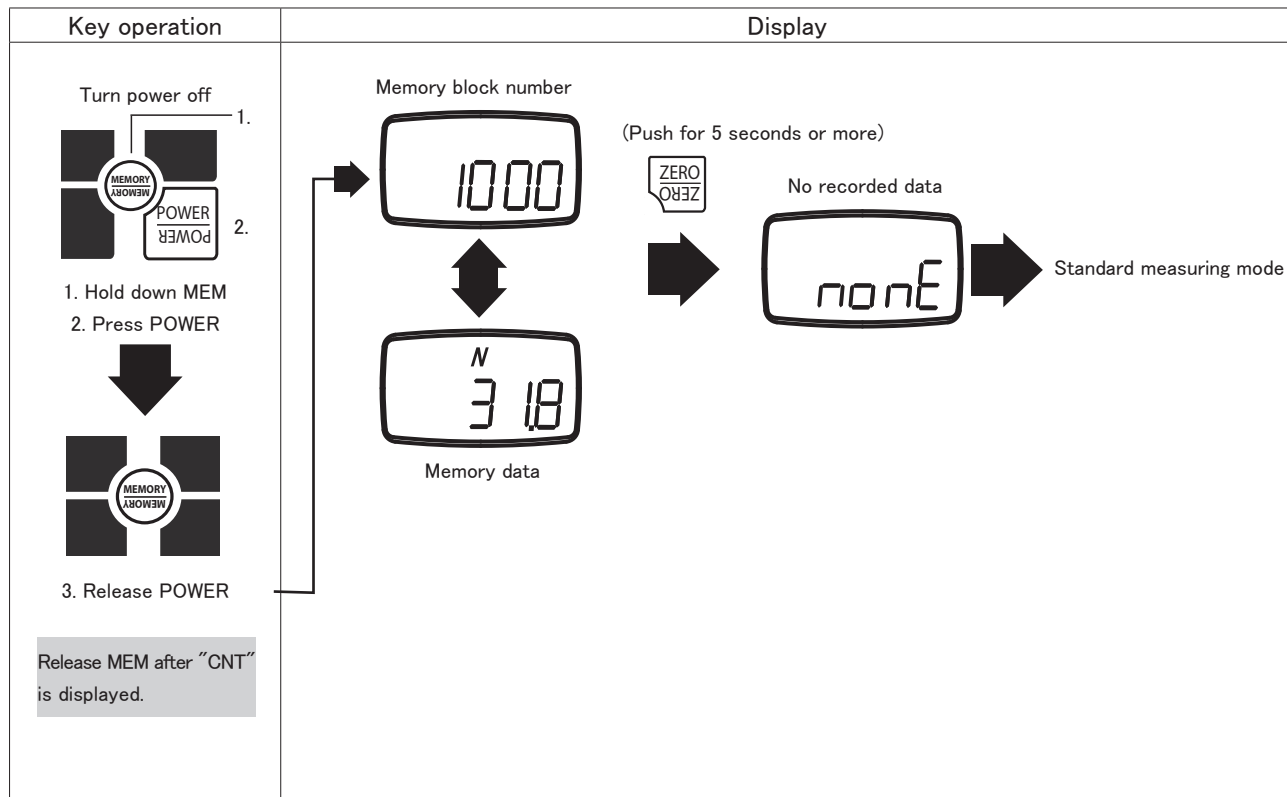 Key operation
Display
Turn power off
1.
MEMORY
MEMORY
POWER
POWER
2.
1. Hold down MEM
2. Press POWER
MEMORY
MEMORY
3. Release POWER
Release MEM after "CNT"
is displayed.
Memory block number
1000
N
31.8
Memory data
(Push for 5 seconds or more)
ZERO
ZERO
No recorded data
nonE
Standard measuring mode